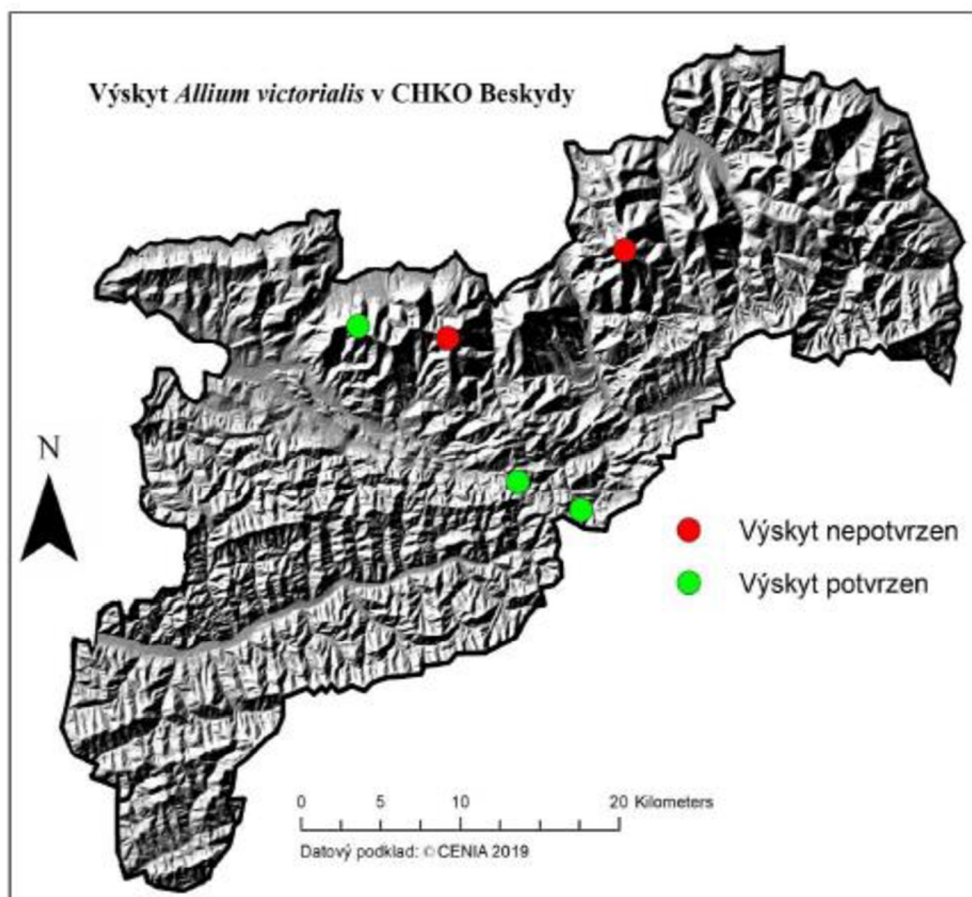 Výskyt Allium victorialis v CHKO Beskydy
N
Výskyt nepotvrzen
Výskyt potvrzen
0 5 10 20 Kilometers
Datový podklad: ©CENIA 2019